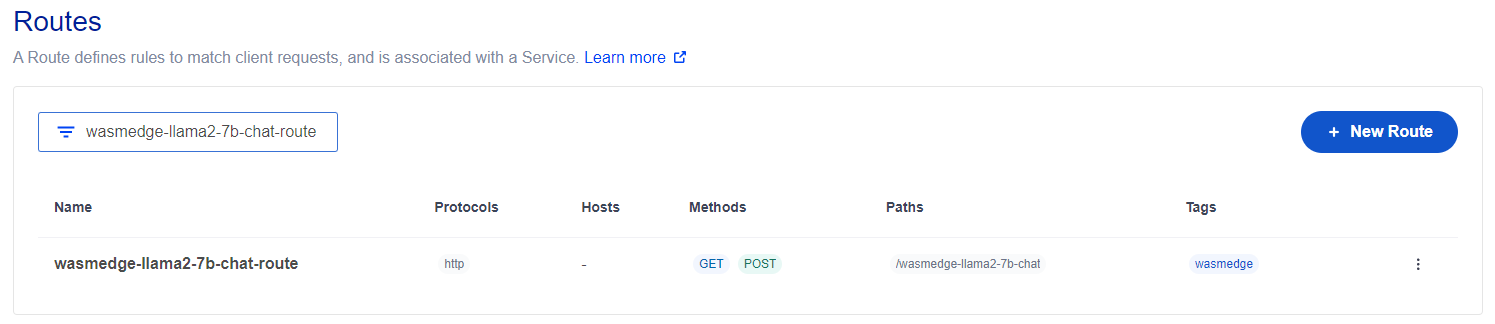 Routes
A Route defines rules to match client requests, and is associated with a Service. Learn more
wasmedge-llama2-7b-chat-route
+ New Route
Name Protocols Hosts Methods Paths Tags
wasmedge-llama2-7b-chat-route http - GET POST /wasmedge-llama2-7b-chat wasmedge